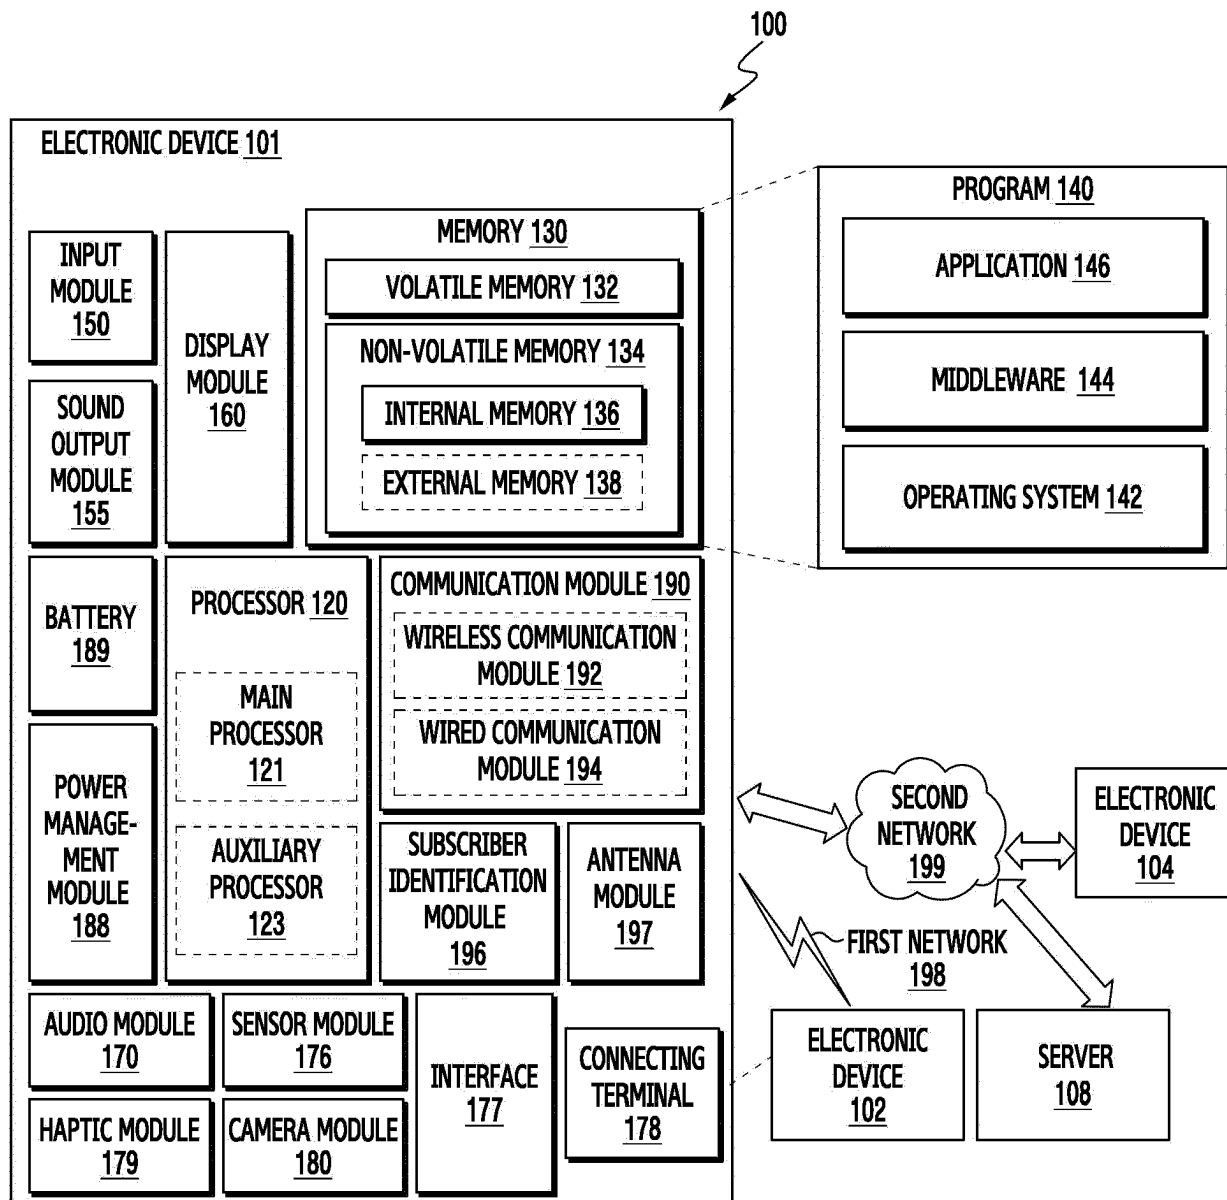 100
ELECTRONIC DEVICE 101
INPUT
MODULE
150
SOUND
OUTPUT
MODULE
155
DISPLAY
MODULE
160
MEMORY 130
VOLATILE MEMORY 132
NON-VOLATILE MEMORY 134
INTERNAL MEMORY 136
EXTERNAL MEMORY 138
PROGRAM 140
APPLICATION 146
MIDDLEWARE 144
OPERATING SYSTEM 142
BATTERY
189
POWER
MANAGE-
MENT MODULE
188
PROCESSOR 120
MAIN
PROCESSOR
121
AUXILIARY
PROCESSOR
123
COMMUNICATION MODULE 190
WIRELESS COMMUNICATION
MODULE 192
WIRED COMMUNICATION
MODULE 194
SUBSCRIBER
IDENTIFICATION
MODULE
196
ANTENNA
MODULE
197
SECOND
NETWORK
199
ELECTRONIC
DEVICE
104
FIRST NETWORK
198
AUDIO MODULE
170
SENSOR MODULE
176
INTERFACE
177
CONNECTING
TERMINAL
178
HAPTIC MODULE
179
CAMERA MODULE
180
ELECTRONIC
DEVICE
102
SERVER
108